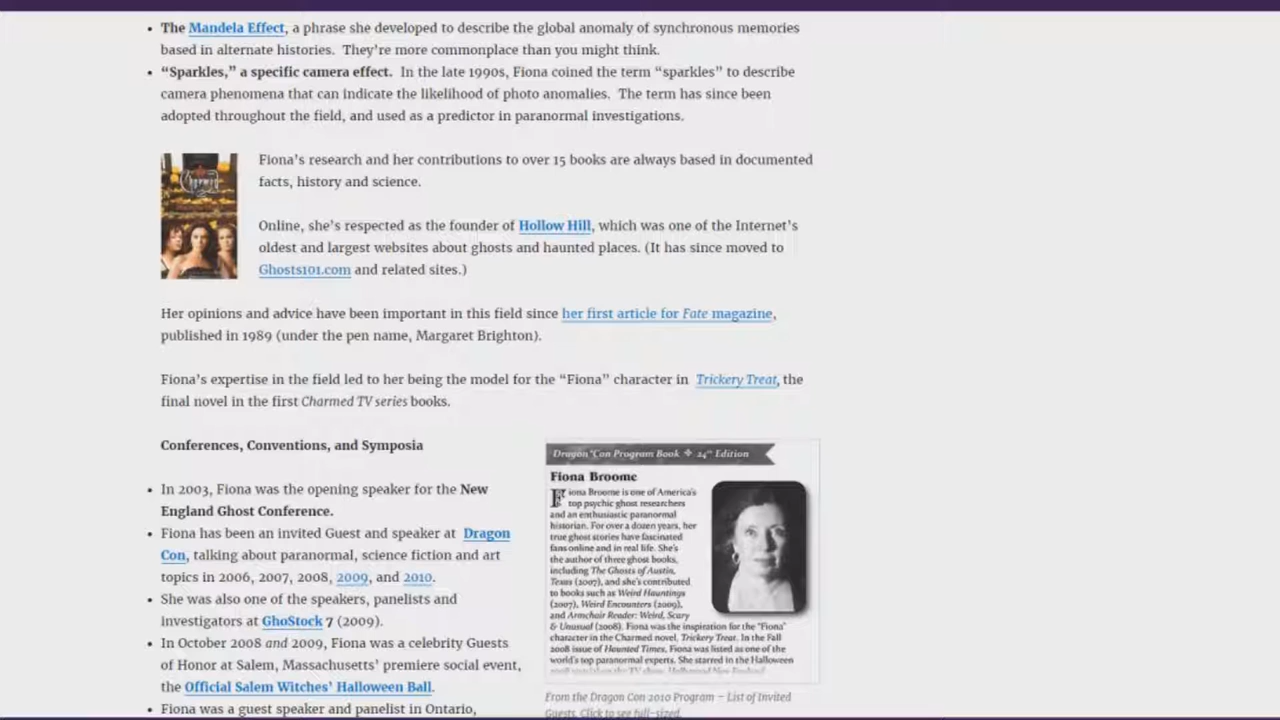 The Mandela Effect, a phrase she developed to describe the global anomaly of synchronous memories
based in alternate histories. They're more commonplace than you might think.
“Sparkles,” a specific camera effect. In the late 1990s, Fiona coined the term “sparkles” to describe
camera phenomena that can indicate the likelihood of photo anomalies. The term has since been
adopted throughout the field, and used as a predictor in paranormal investigations.
Charmed
Fiona's research and her contributions to over 15 books are always based in documented
facts, history and science.
Online, she's respected as the founder of Hollow Hill, which was one of the Internet's
oldest and largest websites about ghosts and haunted places. (It has since moved to
Ghosts101.com and related sites.)
Her opinions and advice have been important in this field since her first article for Fate magazine,
published in 1989 (under the pen name, Margaret Brighton).
Fiona's expertise in the field led to her being the model for the “Fiona” character in Trickery Treat, the
final novel in the first Charmed TV series books.
Conferences, Conventions, and Symposia
In 2003, Fiona was the opening speaker for the New
England Ghost Conference.
Fiona has been an invited Guest and speaker at Dragon
Con, talking about paranormal, science fiction and art
topics in 2006, 2007, 2008, 2009, and 2010.
She was also one of the speakers, panelists and
investigators at GhoStock 7 (2009).
In October 2008 and 2009, Fiona was a celebrity Guests
of Honor at Salem, Massachusetts' premiere social event,
the Official Salem Witches' Halloween Ball.
Fiona was a guest speaker and panelist in Ontario,
Dragon*Con Program Book ✥ 24th Edition
Fiona Broome
Fiona Broome is one of America's
top psychic ghost researchers
and an enthusiastic paranormal
historian. For over a dozen years, her
true ghost stories have fascinated
fans online and in real life. She's
the author of three ghost books,
including The Ghosts of Austin,
Texas (2007), and she's contributed
to books such as Weird Hauntings
(2007), Weird Encounters (2009),
and Armchair Reader: Weird, Scary
& Unusual (2008). Fiona was the inspiration for the "Fiona"
character in the Charmed novel, Trickery Treat. In the Fall
2008 issue of Haunted Times, Fiona was listed as one of the
world's top paranormal experts. She starred in the Halloween
From the Dragon Con 2010 Program – List of Invited
Guests. Click to see full-sized.